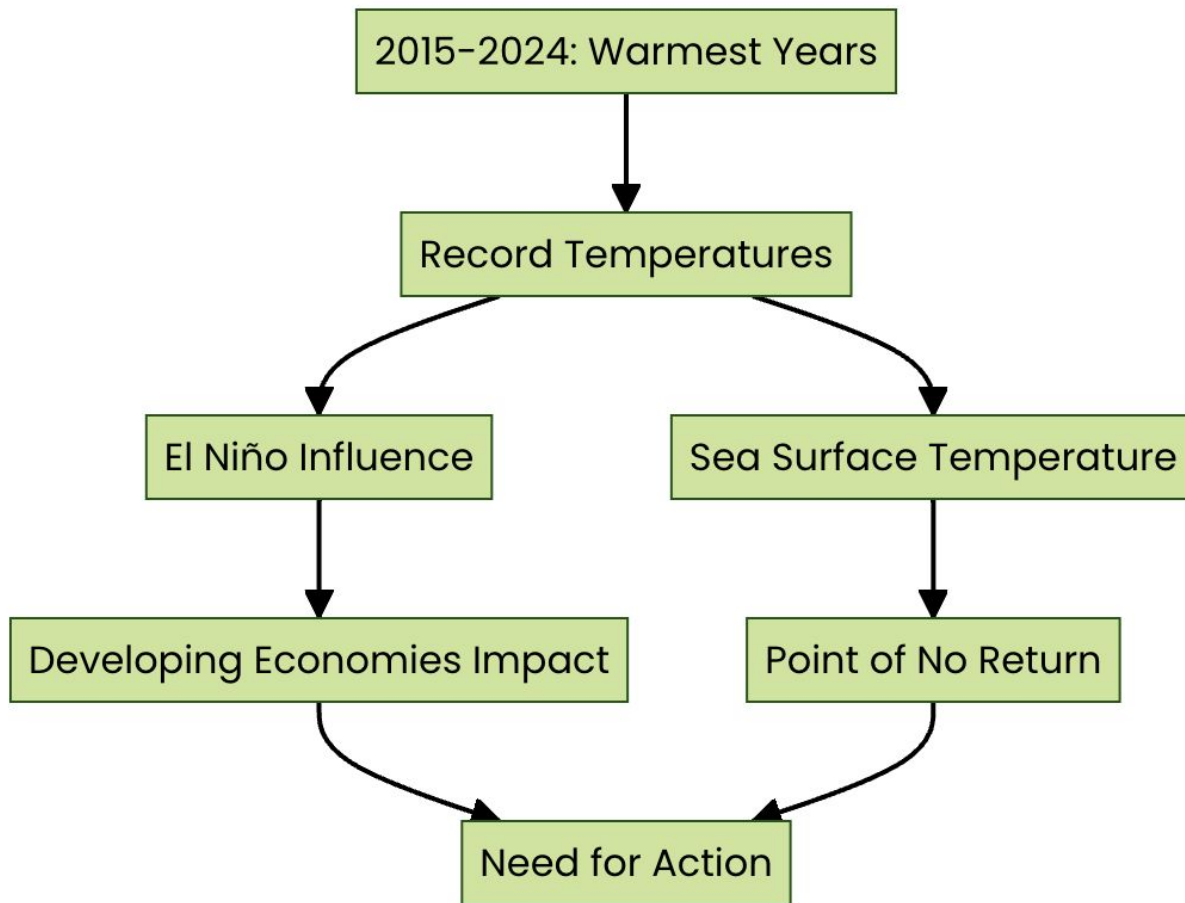 2015-2024: Warmest Years
Record Temperatures
El Niño Influence
Sea Surface Temperature
Developing Economies Impact
Point of No Return
Need for Action